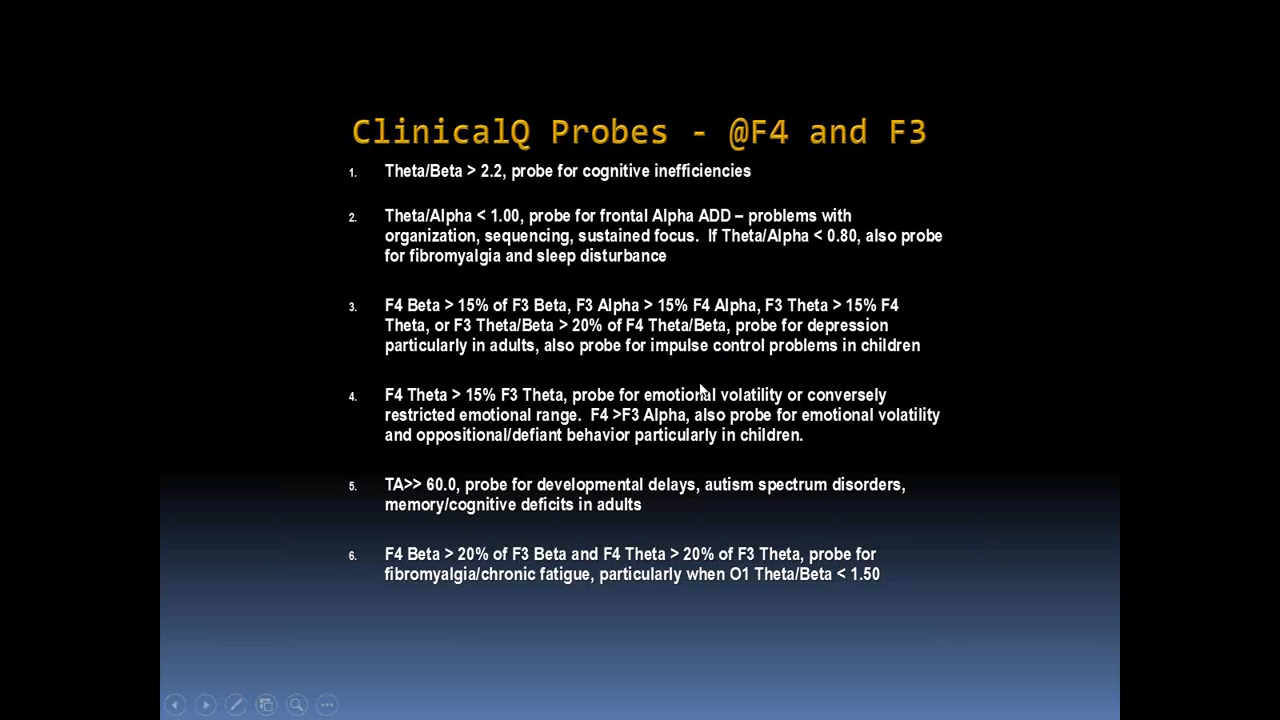 ClinicalQ Probes - @F4 and F3
1. Theta/Beta > 2.2, probe for cognitive inefficiencies
2. Theta/Alpha < 1.00, probe for frontal Alpha ADD – problems with
organization, sequencing, sustained focus.  If Theta/Alpha < 0.80, also probe
for fibromyalgia and sleep disturbance
3. F4 Beta > 15% of F3 Beta, F3 Alpha > 15% F4 Alpha, F3 Theta > 15% F4
Theta, or F3 Theta/Beta > 20% of F4 Theta/Beta, probe for depression
particularly in adults, also probe for impulse control problems in children
4. F4 Theta > 15% F3 Theta, probe for emotional volatility or conversely
restricted emotional range.  F4 >F3 Alpha, also probe for emotional volatility
and oppositional/defiant behavior particularly in children.
5. TA>> 60.0, probe for developmental delays, autism spectrum disorders,
memory/cognitive deficits in adults
6. F4 Beta > 20% of F3 Beta and F4 Theta > 20% of F3 Theta, probe for
fibromyalgia/chronic fatigue, particularly when O1 Theta/Beta < 1.50